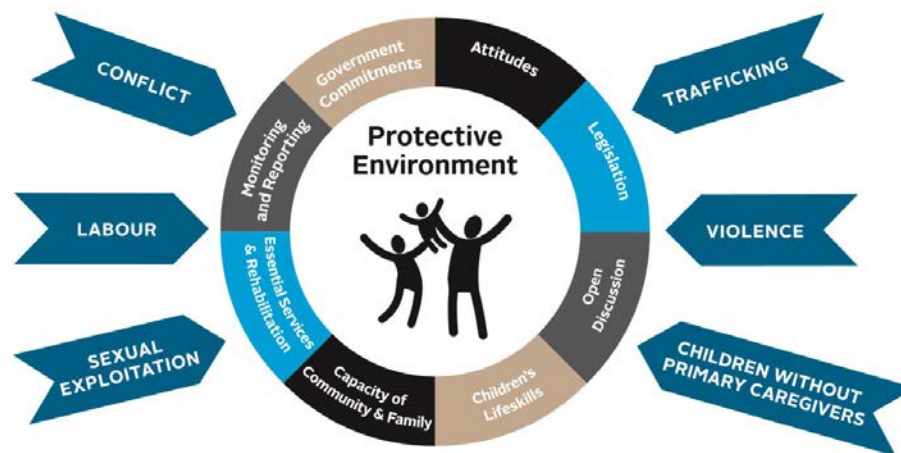 CONFLICT
LABOUR
SEXUAL
EXPLOITATION
Government
Commitments
Attitudes
Legislation
Open
Discussion
Children's
Lifeskills
Capacity of
Community & Family
Essential Services
& Rehabilitation
Monitoring
and Reporting
Protective
Environment
TRAFFICKING
VIOLENCE
CHILDREN WITHOUT
PRIMARY CAREGIVERS